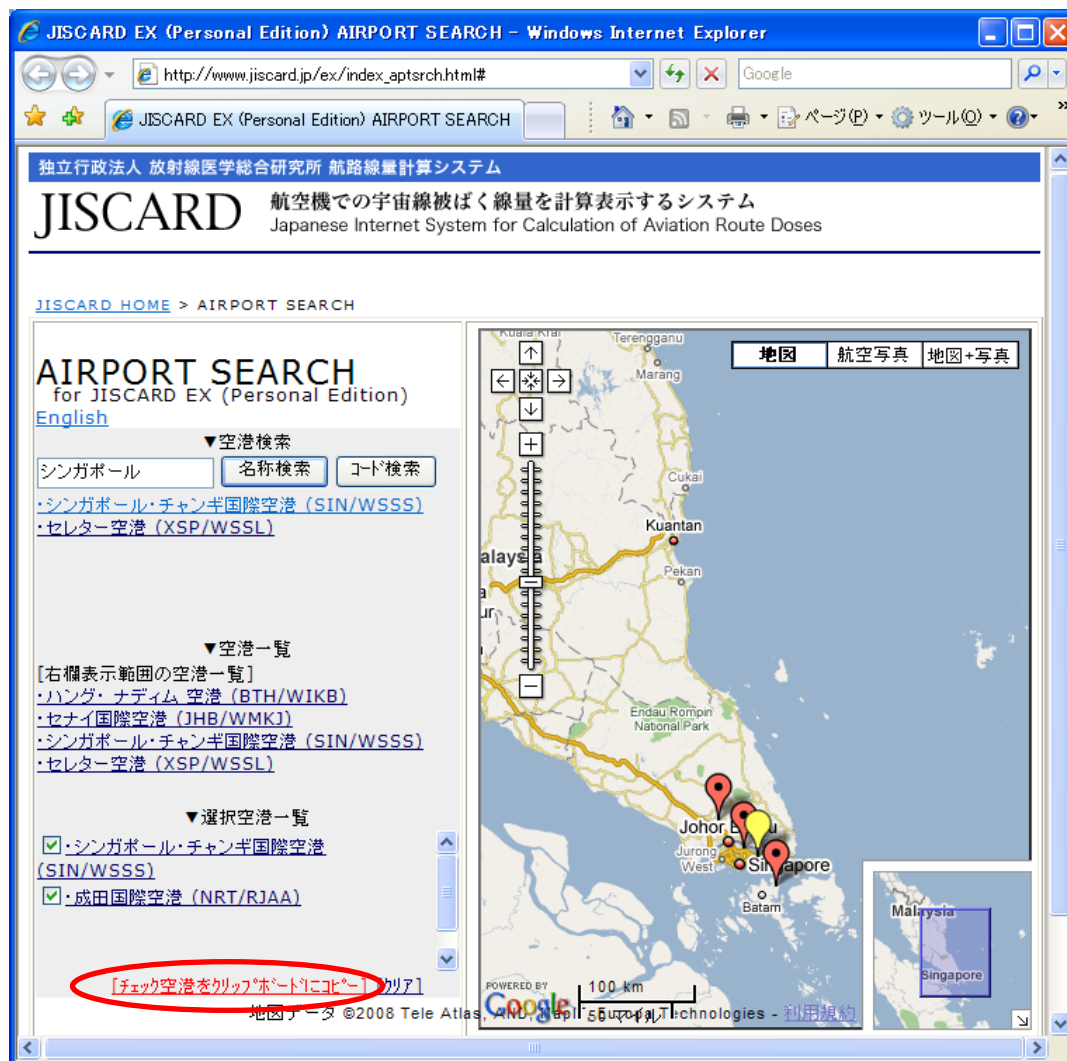 JISCARD EX (Personal Edition) AIRPORT SEARCH - Windows Internet Explorer
http://www.jiscard.jp/ex/index_aptsrch.html#
Google
JISCARD EX (Personal Edition) AIRPORT SEARCH
ページ(P)
ツール(O)
独立行政法人 放射線医学総合研究所 航路線量計算システム
JISCARD
航空機での宇宙線被ばく線量を計算表示するシステム
Japanese Internet System for Calculation of Aviation Route Doses
JISCARD HOME > AIRPORT SEARCH
AIRPORT SEARCH
for JISCARD EX (Personal Edition)
English
▼空港検索
シンガポール 名称検索 コード検索
・シンガポール・チャンギ国際空港 (SIN/WSSS)
・セレター空港 (XSP/WSSL)
▼空港一覧
[右欄表示範囲の空港一覧]
・ハング・ナディム 空港 (BTH/WIKB)
・セナイ国際空港 (JHB/WMKJ)
・シンガポール・チャンギ国際空港 (SIN/WSSS)
・セレター空港 (XSP/WSSL)
▼選択空港一覧
・シンガポール・チャンギ国際空港
(SIN/WSSS)
・成田国際空港 (NRT/RJAA)
[チェック空港をクリップボードにコピー]
クリア]
地図 航空写真 地図+写真
Kuala Krai
Terengganu
Marang
Cukai
Kuantan
alaysia
Pekan
Endau Rompin
National Park
Johor
Jurong
West
Singapore
Batam
Malaysia
Singapore
POWERED BY
Google
100 km
50 マイル
地図データ ©2008 Tele Atlas, AND, Europa Technologies - 利用規約